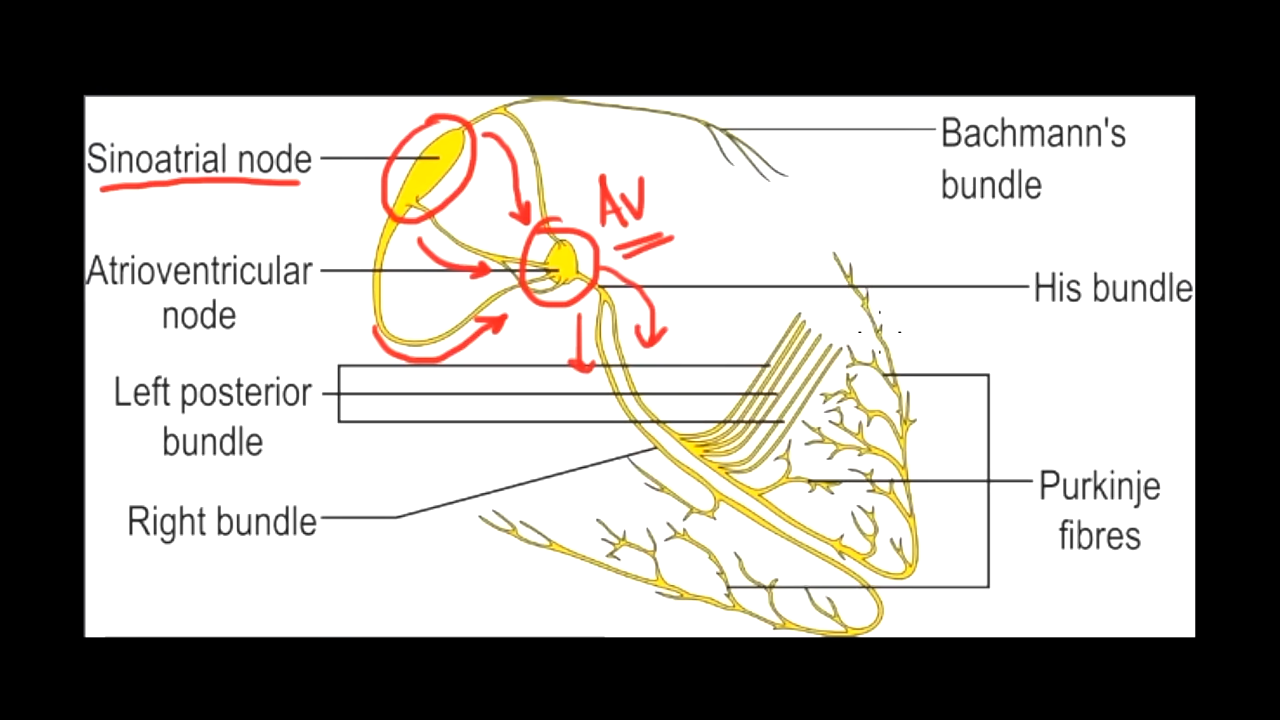 Sinoatrial node
Bachmann's
bundle
AV
Atrioventricular
node
His bundle
Left posterior
bundle
Right bundle
Purkinje
fibres